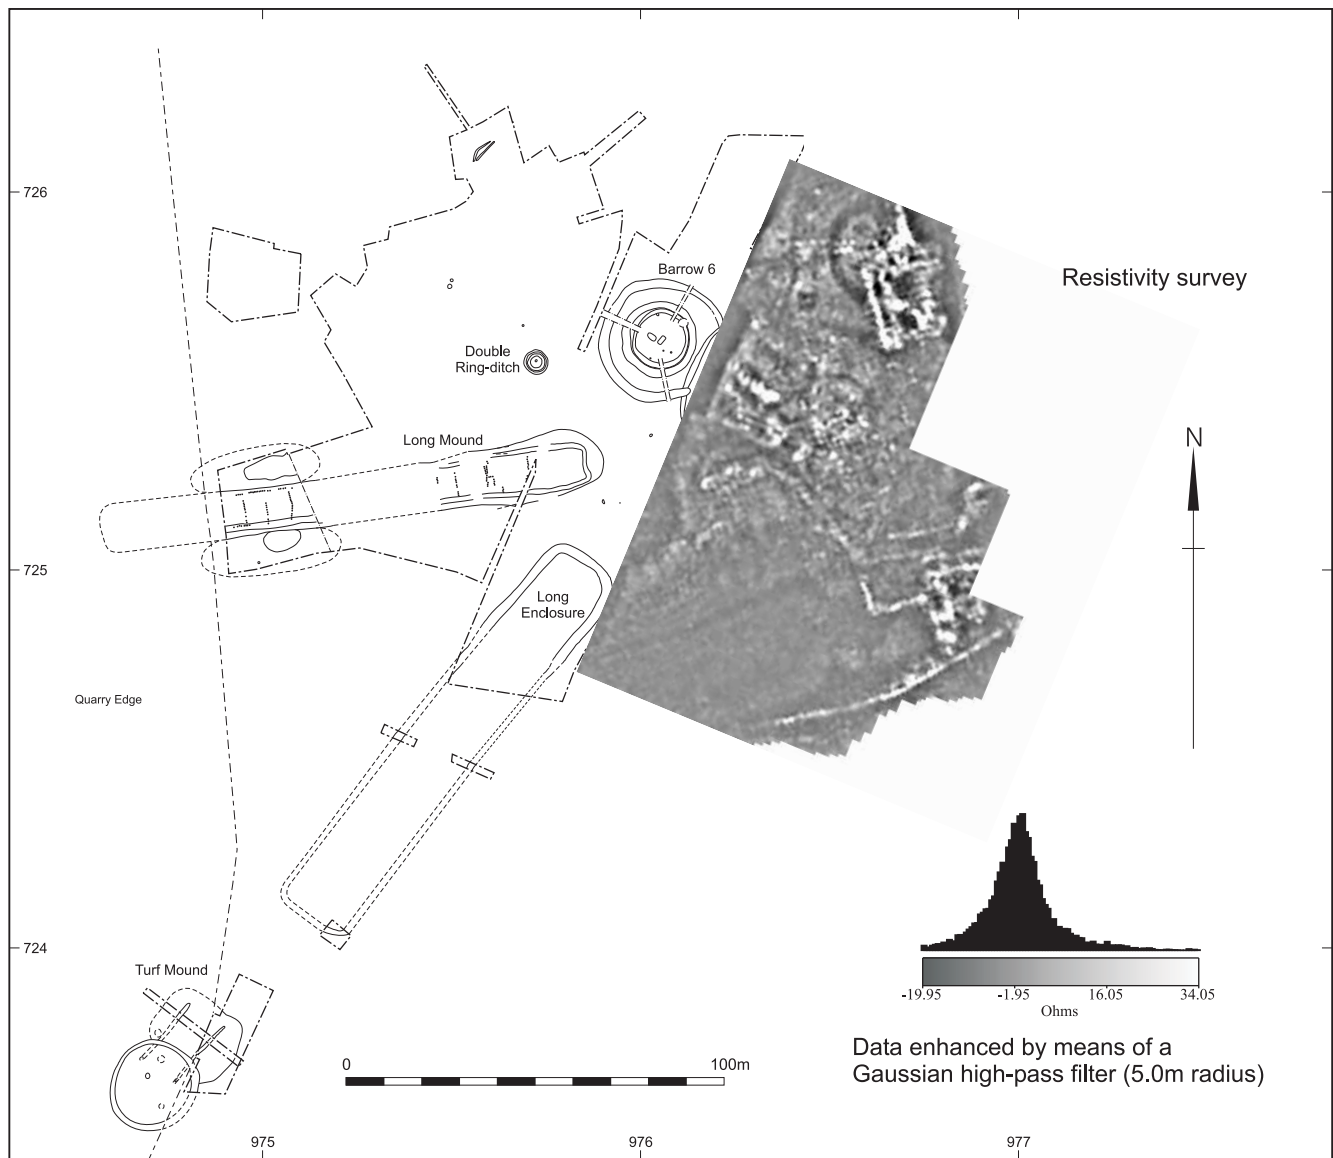 726
Barrow 6
Resistivity survey
Double
Ring-ditch
Long Mound
N
725
Long
Enclosure
Quarry Edge
724
Turf Mound
-19.95 -1.95 16.05 34.05
Ohms
Data enhanced by means of a
Gaussian high-pass filter (5.0m radius)
0 100m
975 976 977